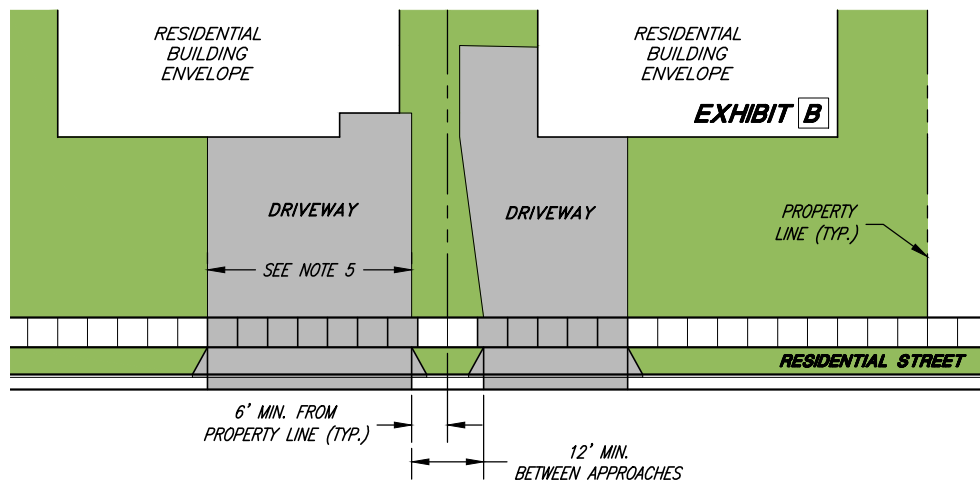 RESIDENTIAL
BUILDING
ENVELOPE
RESIDENTIAL
BUILDING
ENVELOPE
EXHIBIT B
DRIVEWAY
DRIVEWAY
PROPERTY
LINE (TYP.)
SEE NOTE 5
RESIDENTIAL STREET
6' MIN. FROM
PROPERTY LINE (TYP.)
12' MIN.
BETWEEN APPROACHES